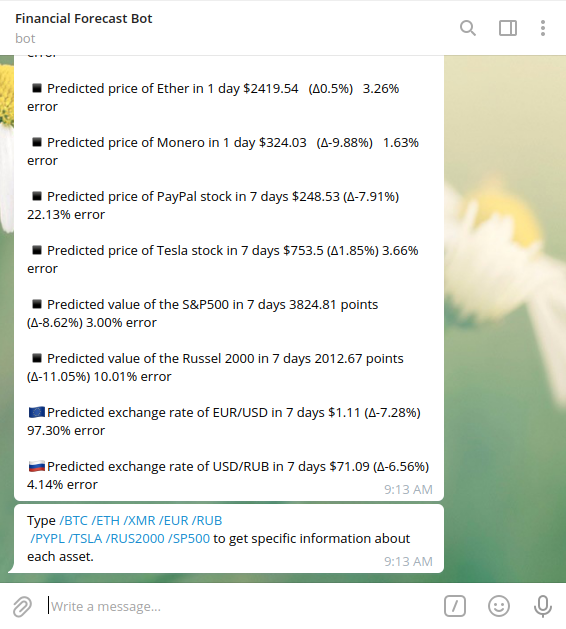 Financial Forecast Bot
bot
error
Predicted price of Ether in 1 day $2419.54 (Δ0.5%) 3.26%
error
Predicted price of Monero in 1 day $324.03 (Δ-9.88%) 1.63%
error
Predicted price of PayPal stock in 7 days $248.53 (Δ-7.91%)
22.13% error
Predicted price of Tesla stock in 7 days $753.5 (Δ1.85%) 3.66%
error
Predicted value of the S&P500 in 7 days 3824.81 points
(Δ-8.62%) 3.00% error
Predicted value of the Russel 2000 in 7 days 2012.67 points
(Δ-11.05%) 10.01% error
Predicted exchange rate of EUR/USD in 7 days $1.11 (Δ-7.28%)
97.30% error
Predicted exchange rate of USD/RUB in 7 days $71.09 (Δ-6.56%)
4.14% error
9:13 AM
Type /BTC /ETH /XMR /EUR /RUB
/PYPL /TSLA /RUS2000 /SP500 to get specific information about
each asset.
9:13 AM
Write a message...